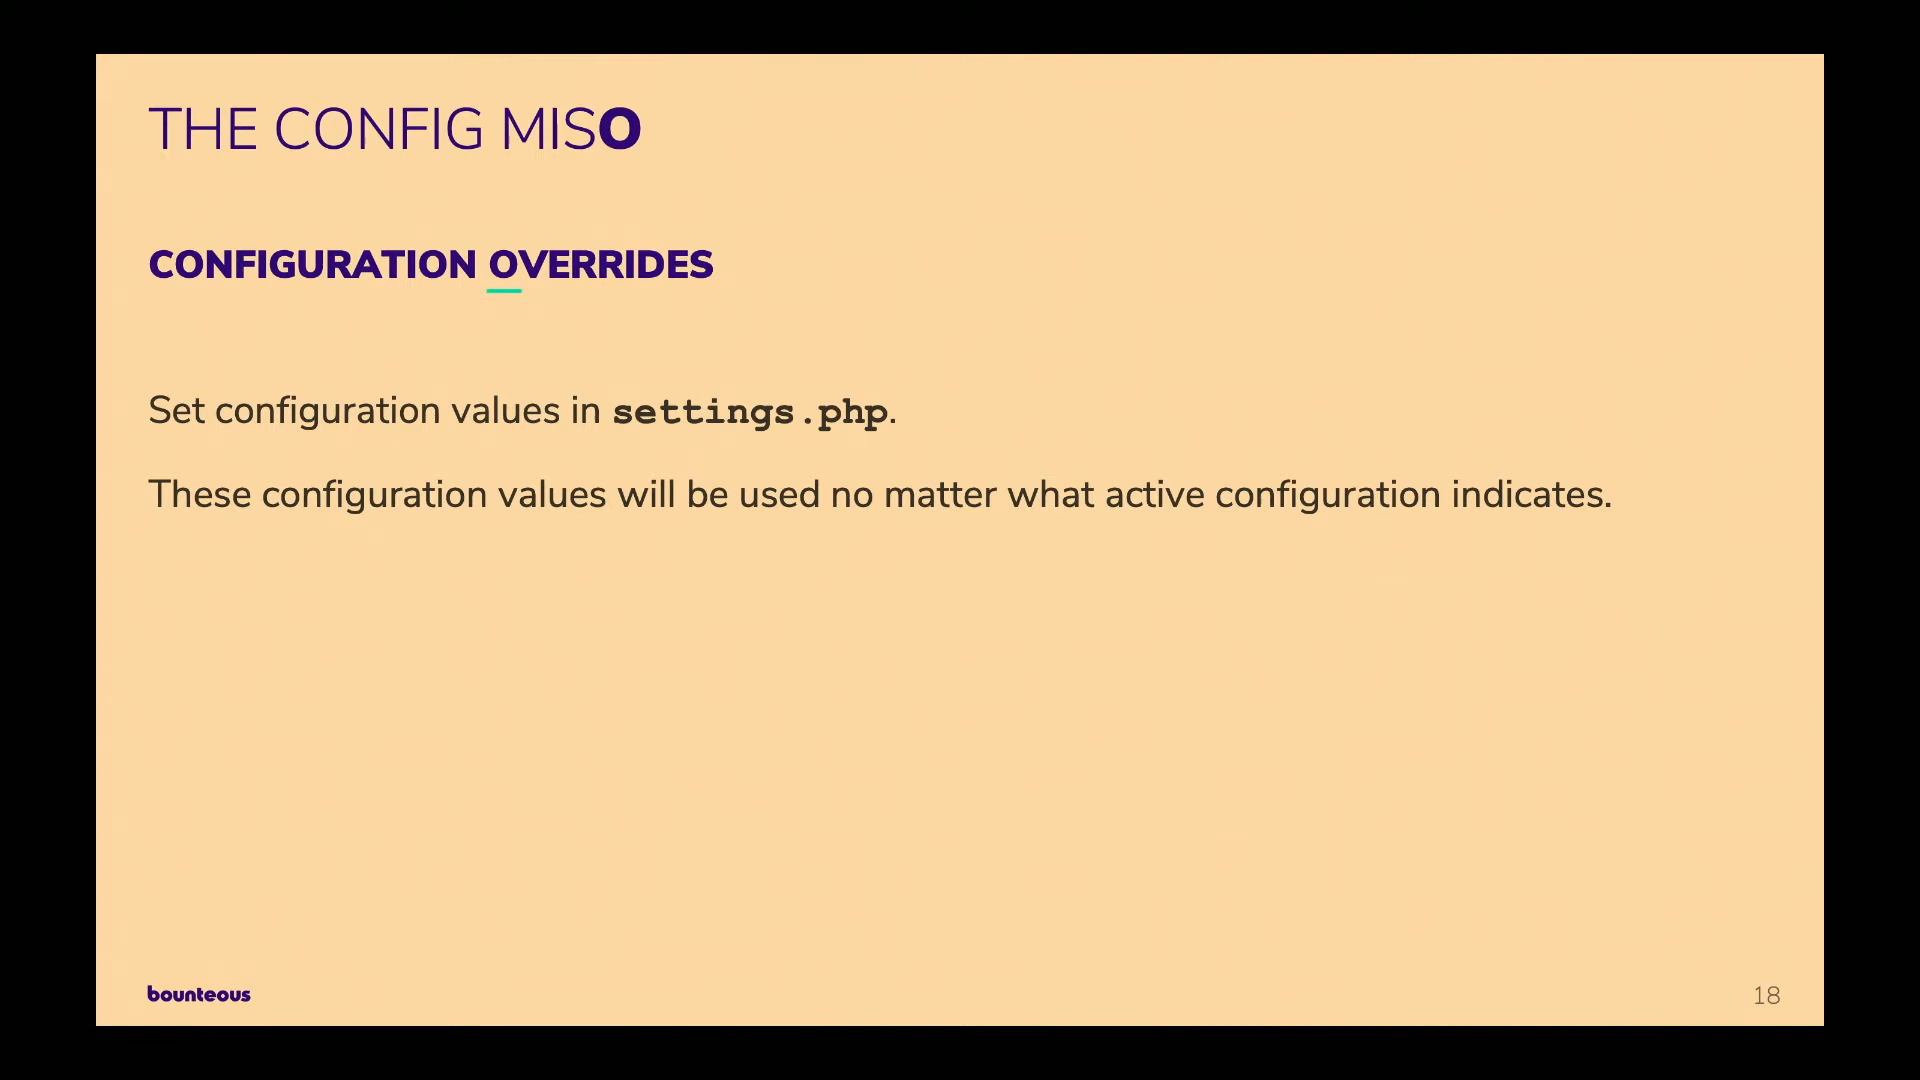 THE CONFIG MISO
CONFIGURATION OVERRIDES
Set configuration values in settings.php.
These configuration values will be used no matter what active configuration indicates.
bounteous
18